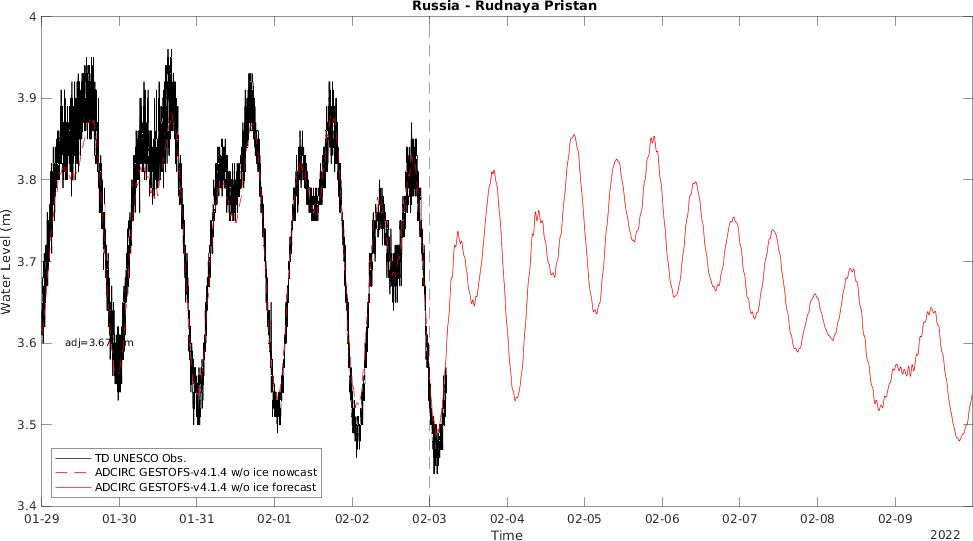 Russia - Rudnaya Pristan
4
3.9
3.8
3.7
3.6
3.5
3.4
Water Level (m)
TD UNESCO Obs.
ADCIRC GESTOFS-v4.1.4 w/o ice nowcast
ADCIRC GESTOFS-v4.1.4 w/o ice forecast
01-29 01-30 01-31 02-01 02-02 02-03 02-04 02-05 02-06 02-07 02-08 02-09
Time
2022